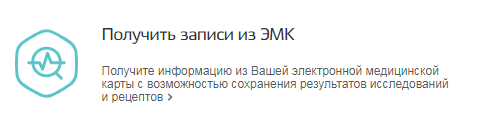 Получить записи из ЭМК
Получите информацию из Вашей электронной медицинской
карты с возможностью сохранения результатов исследований
и рецептов >